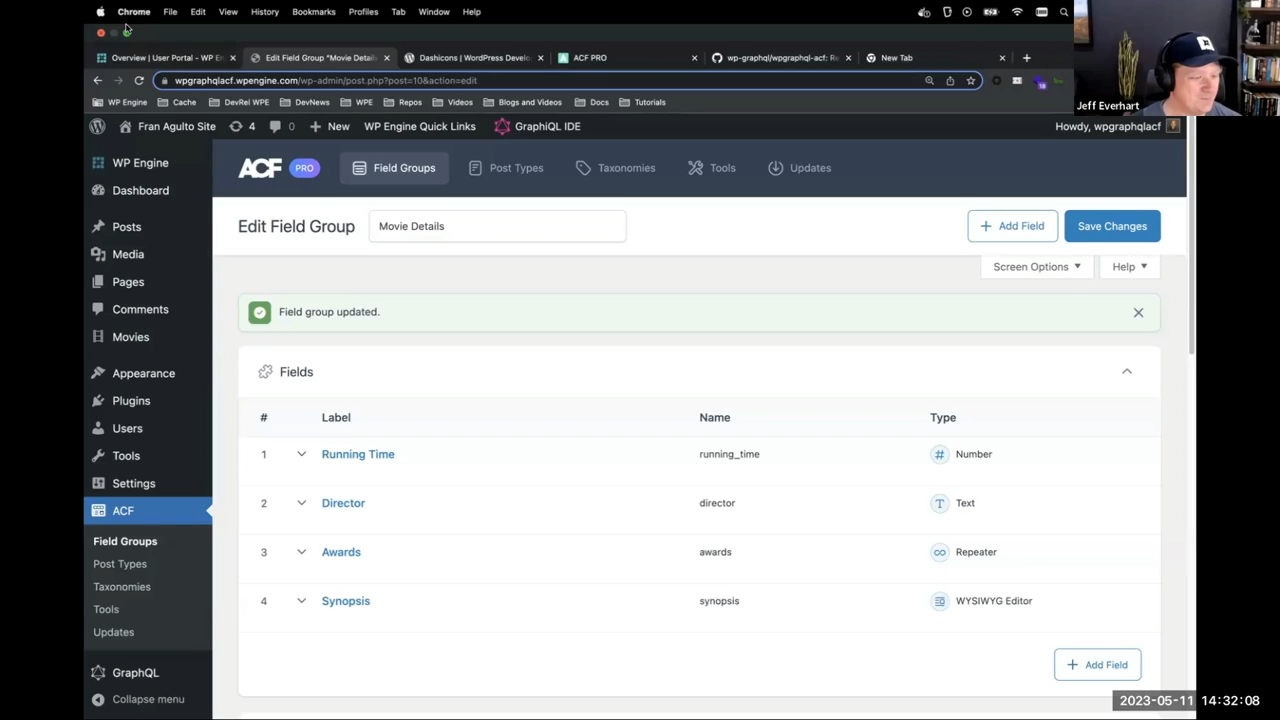 Chrome File Edit View History Bookmarks Profiles Tab Window Help
Overview | User Portal - WP En
Edit Field Group "Movie Detail
Dashicons | WordPress Develo
ACF PRO
wp-graphql/wpgraphql-acf: Re
New Tab
wpgraphqlacf.wpengine.com/wp-admin/post.php?post=10&action=edit
WP Engine Cache DevRel WPE DevNews WPE Repos Videos Blogs and Videos Docs Tutorials
Jeff Everhart
Fran Agulto Site 4 0 New WP Engine Quick Links GraphiQL IDE Howdy, wpgraphqlacf
WP Engine
Dashboard
Posts
Media
Pages
Comments
Movies
Appearance
Plugins
Users
Tools
Settings
ACF
Field Groups
Post Types
Taxonomies
Tools
Updates
GraphQL
Collapse menu
ACF PRO Field Groups Post Types Taxonomies Tools Updates
Edit Field Group Movie Details + Add Field Save Changes
Screen Options Help
Field group updated.
Fields
# Label Name Type
1 Running Time running_time # Number
2 Director director T Text
3 Awards awards Repeater
4 Synopsis synopsis WYSIWYG Editor
+ Add Field
2023-05-11 14:32:08